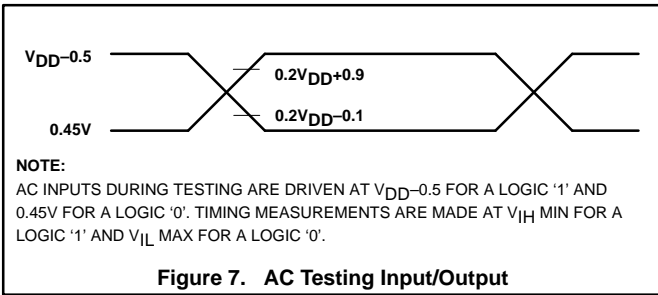 VDD–0.5
0.2VDD+0.9
0.2VDD–0.1
0.45V
NOTE:
AC INPUTS DURING TESTING ARE DRIVEN AT VDD–0.5 FOR A LOGIC ‘1’ AND
0.45V FOR A LOGIC ‘0’. TIMING MEASUREMENTS ARE MADE AT VIH MIN FOR A
LOGIC ‘1’ AND VIL MAX FOR A LOGIC ‘0’.
Figure 7. AC Testing Input/Output